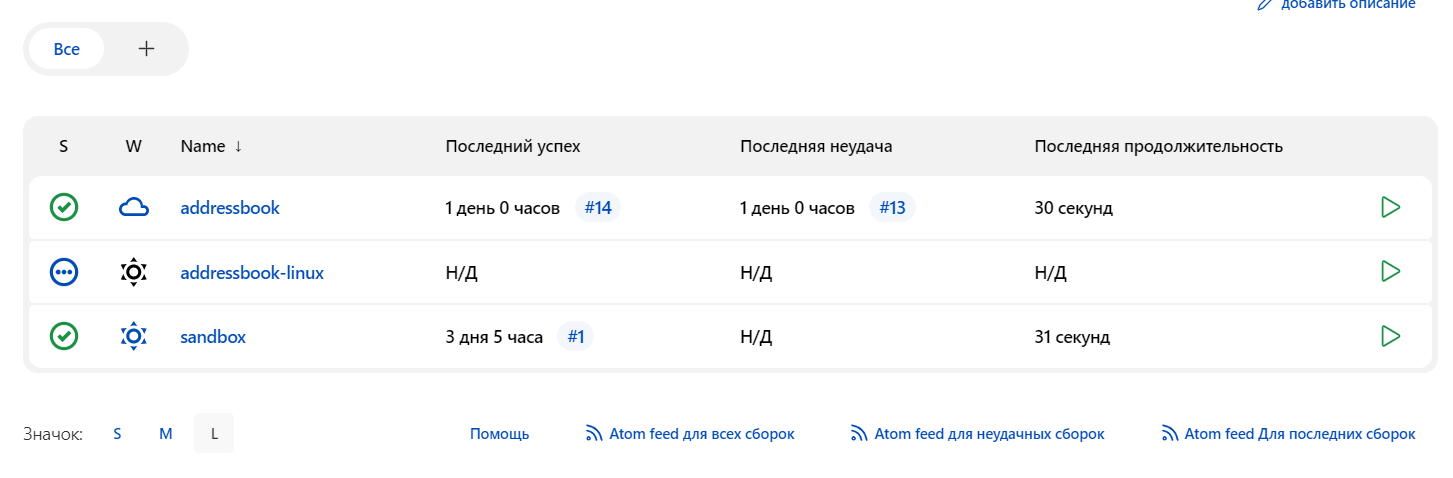 добавить описание
Все +
S W Name ↓ Последний успех Последняя неудача Последняя продолжительность
addressbook 1 день 0 часов #14 1 день 0 часов #13 30 секунд
addressbook-linux Н/Д Н/Д Н/Д
sandbox 3 дня 5 часа #1 Н/Д 31 секунд
Значок: S M L Помощь Atom feed для всех сборок Atom feed для неудачных сборок Atom feed Для последних сборок